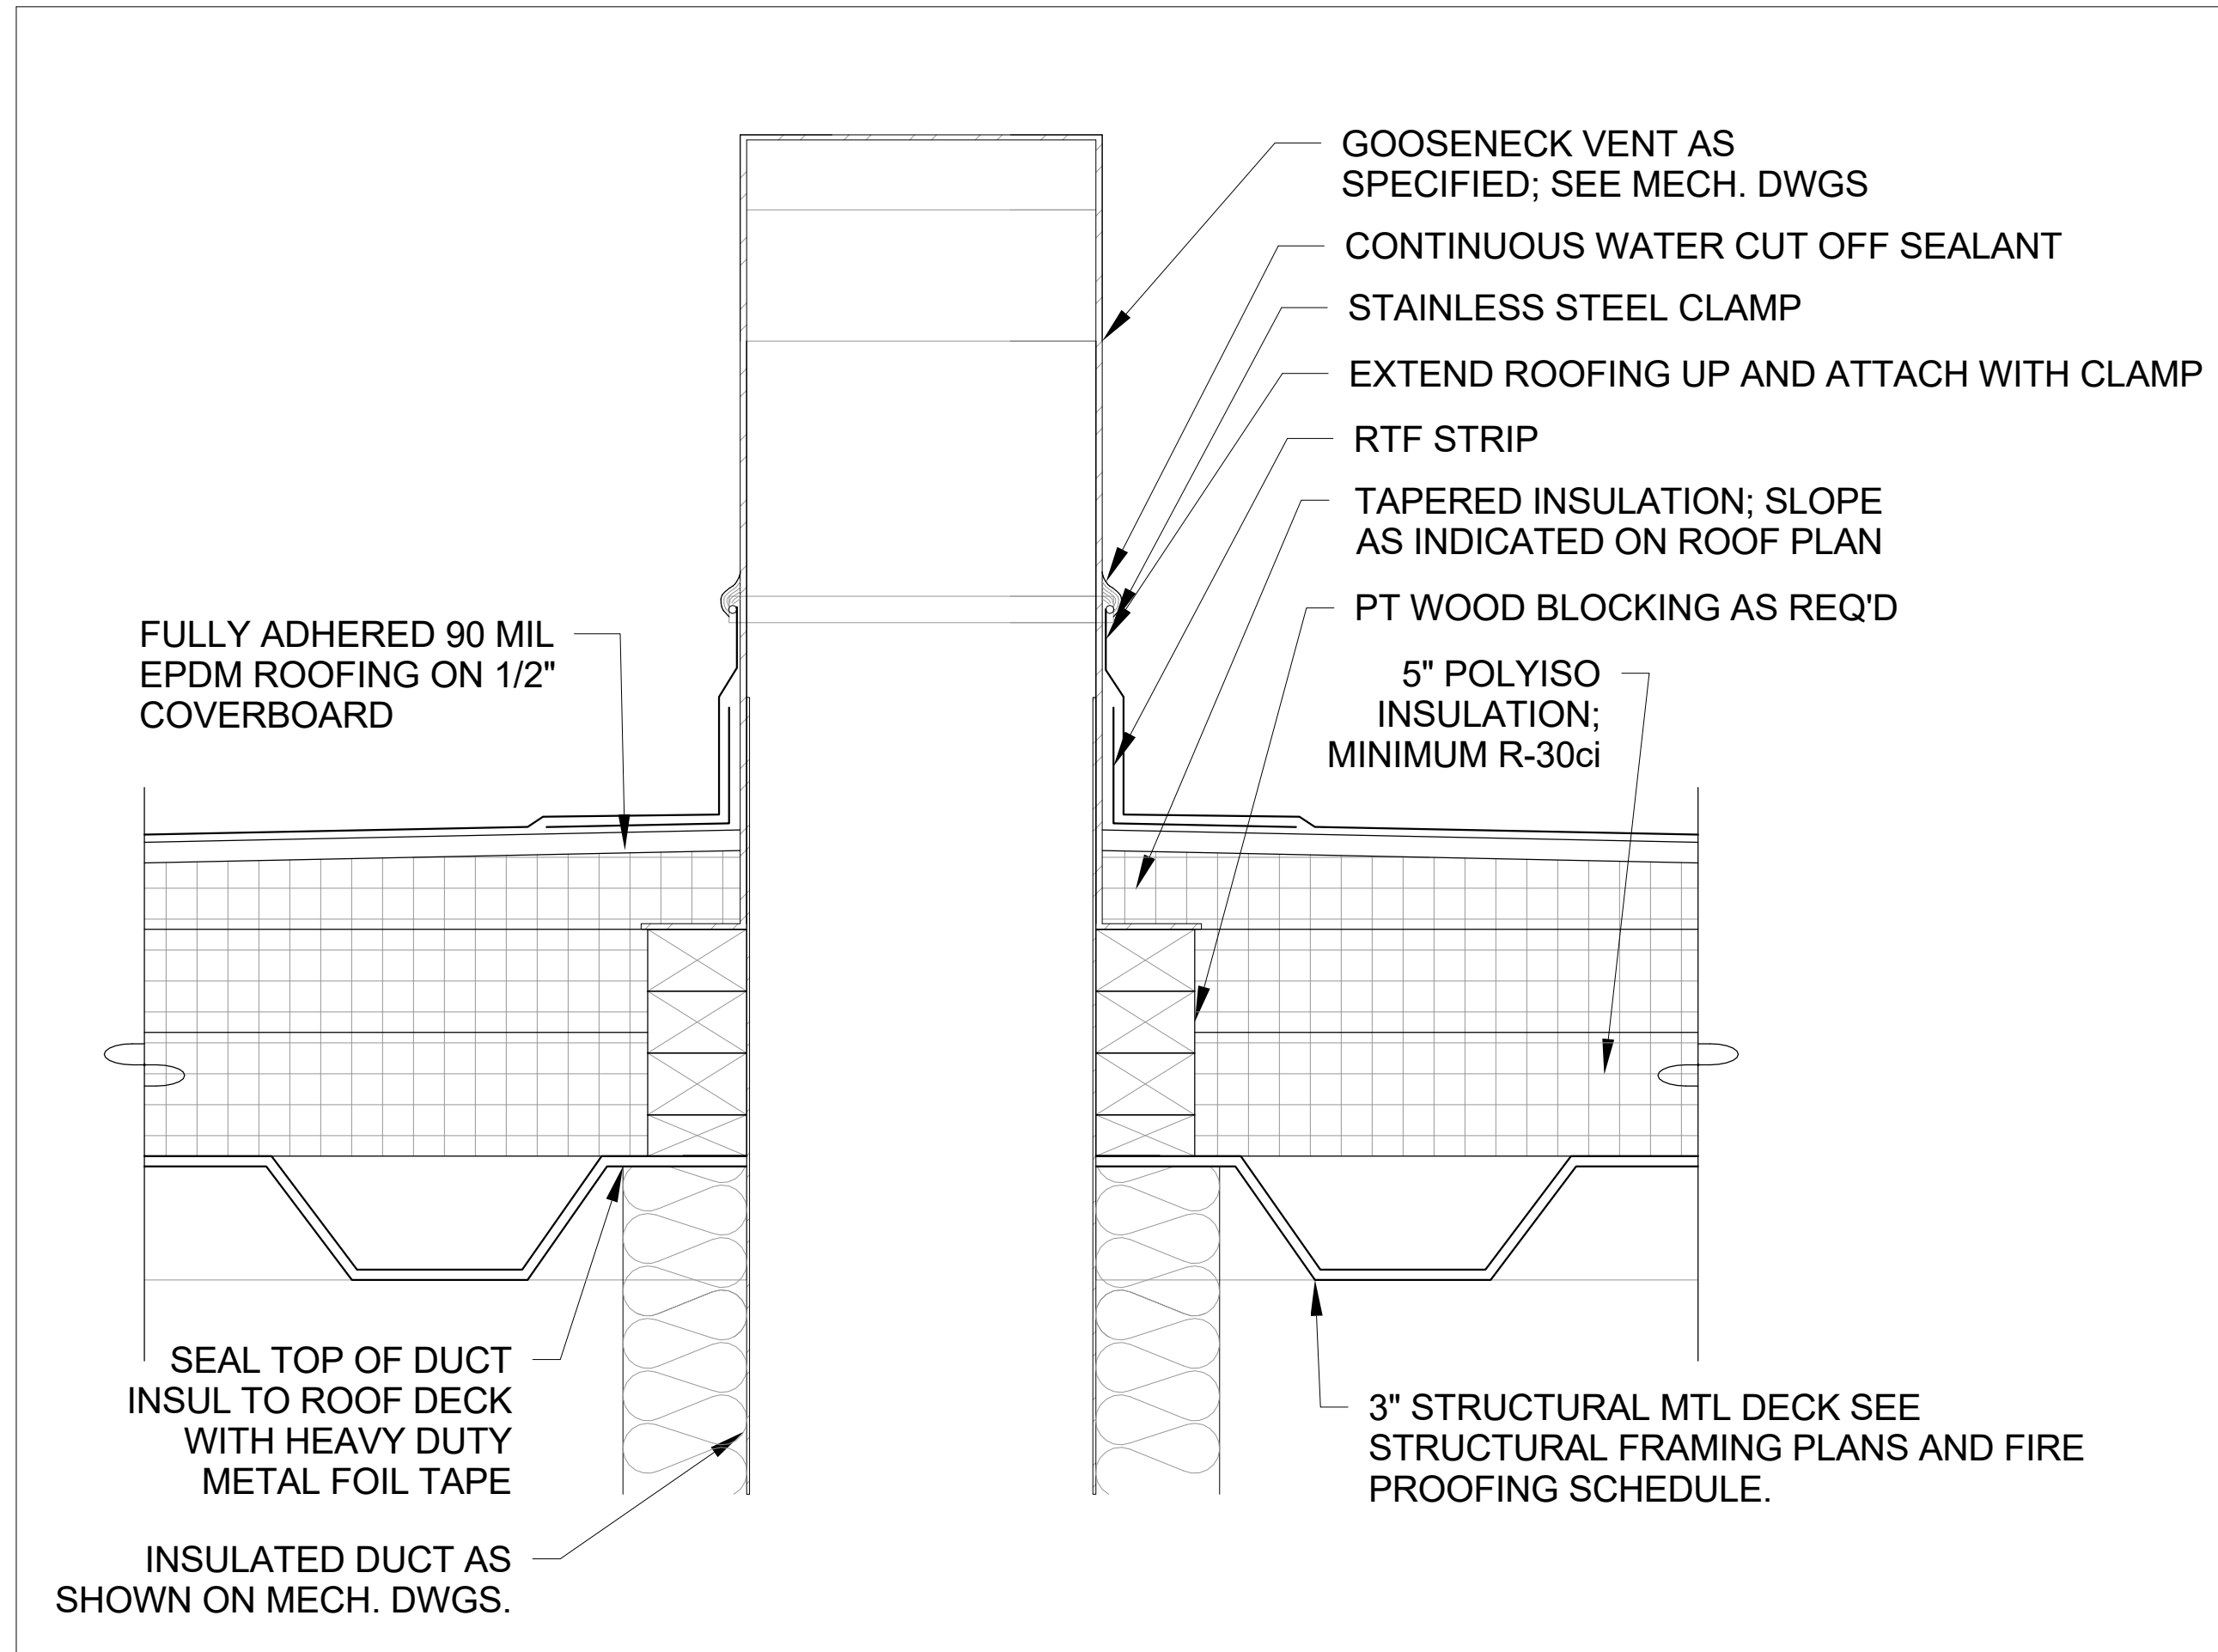 GOOSENECK VENT AS
SPECIFIED; SEE MECH. DWGS
CONTINUOUS WATER CUT OFF SEALANT
STAINLESS STEEL CLAMP
EXTEND ROOFING UP AND ATTACH WITH CLAMP
RTF STRIP
TAPERED INSULATION; SLOPE
AS INDICATED ON ROOF PLAN
PT WOOD BLOCKING AS REQ'D
5" POLYISO
INSULATION;
MINIMUM R-30ci
FULLY ADHERED 90 MIL
EPDM ROOFING ON 1/2"
COVERBOARD
SEAL TOP OF DUCT
INSUL TO ROOF DECK
WITH HEAVY DUTY
METAL FOIL TAPE
INSULATED DUCT AS
SHOWN ON MECH. DWGS.
3" STRUCTURAL MTL DECK SEE
STRUCTURAL FRAMING PLANS AND FIRE
PROOFING SCHEDULE.